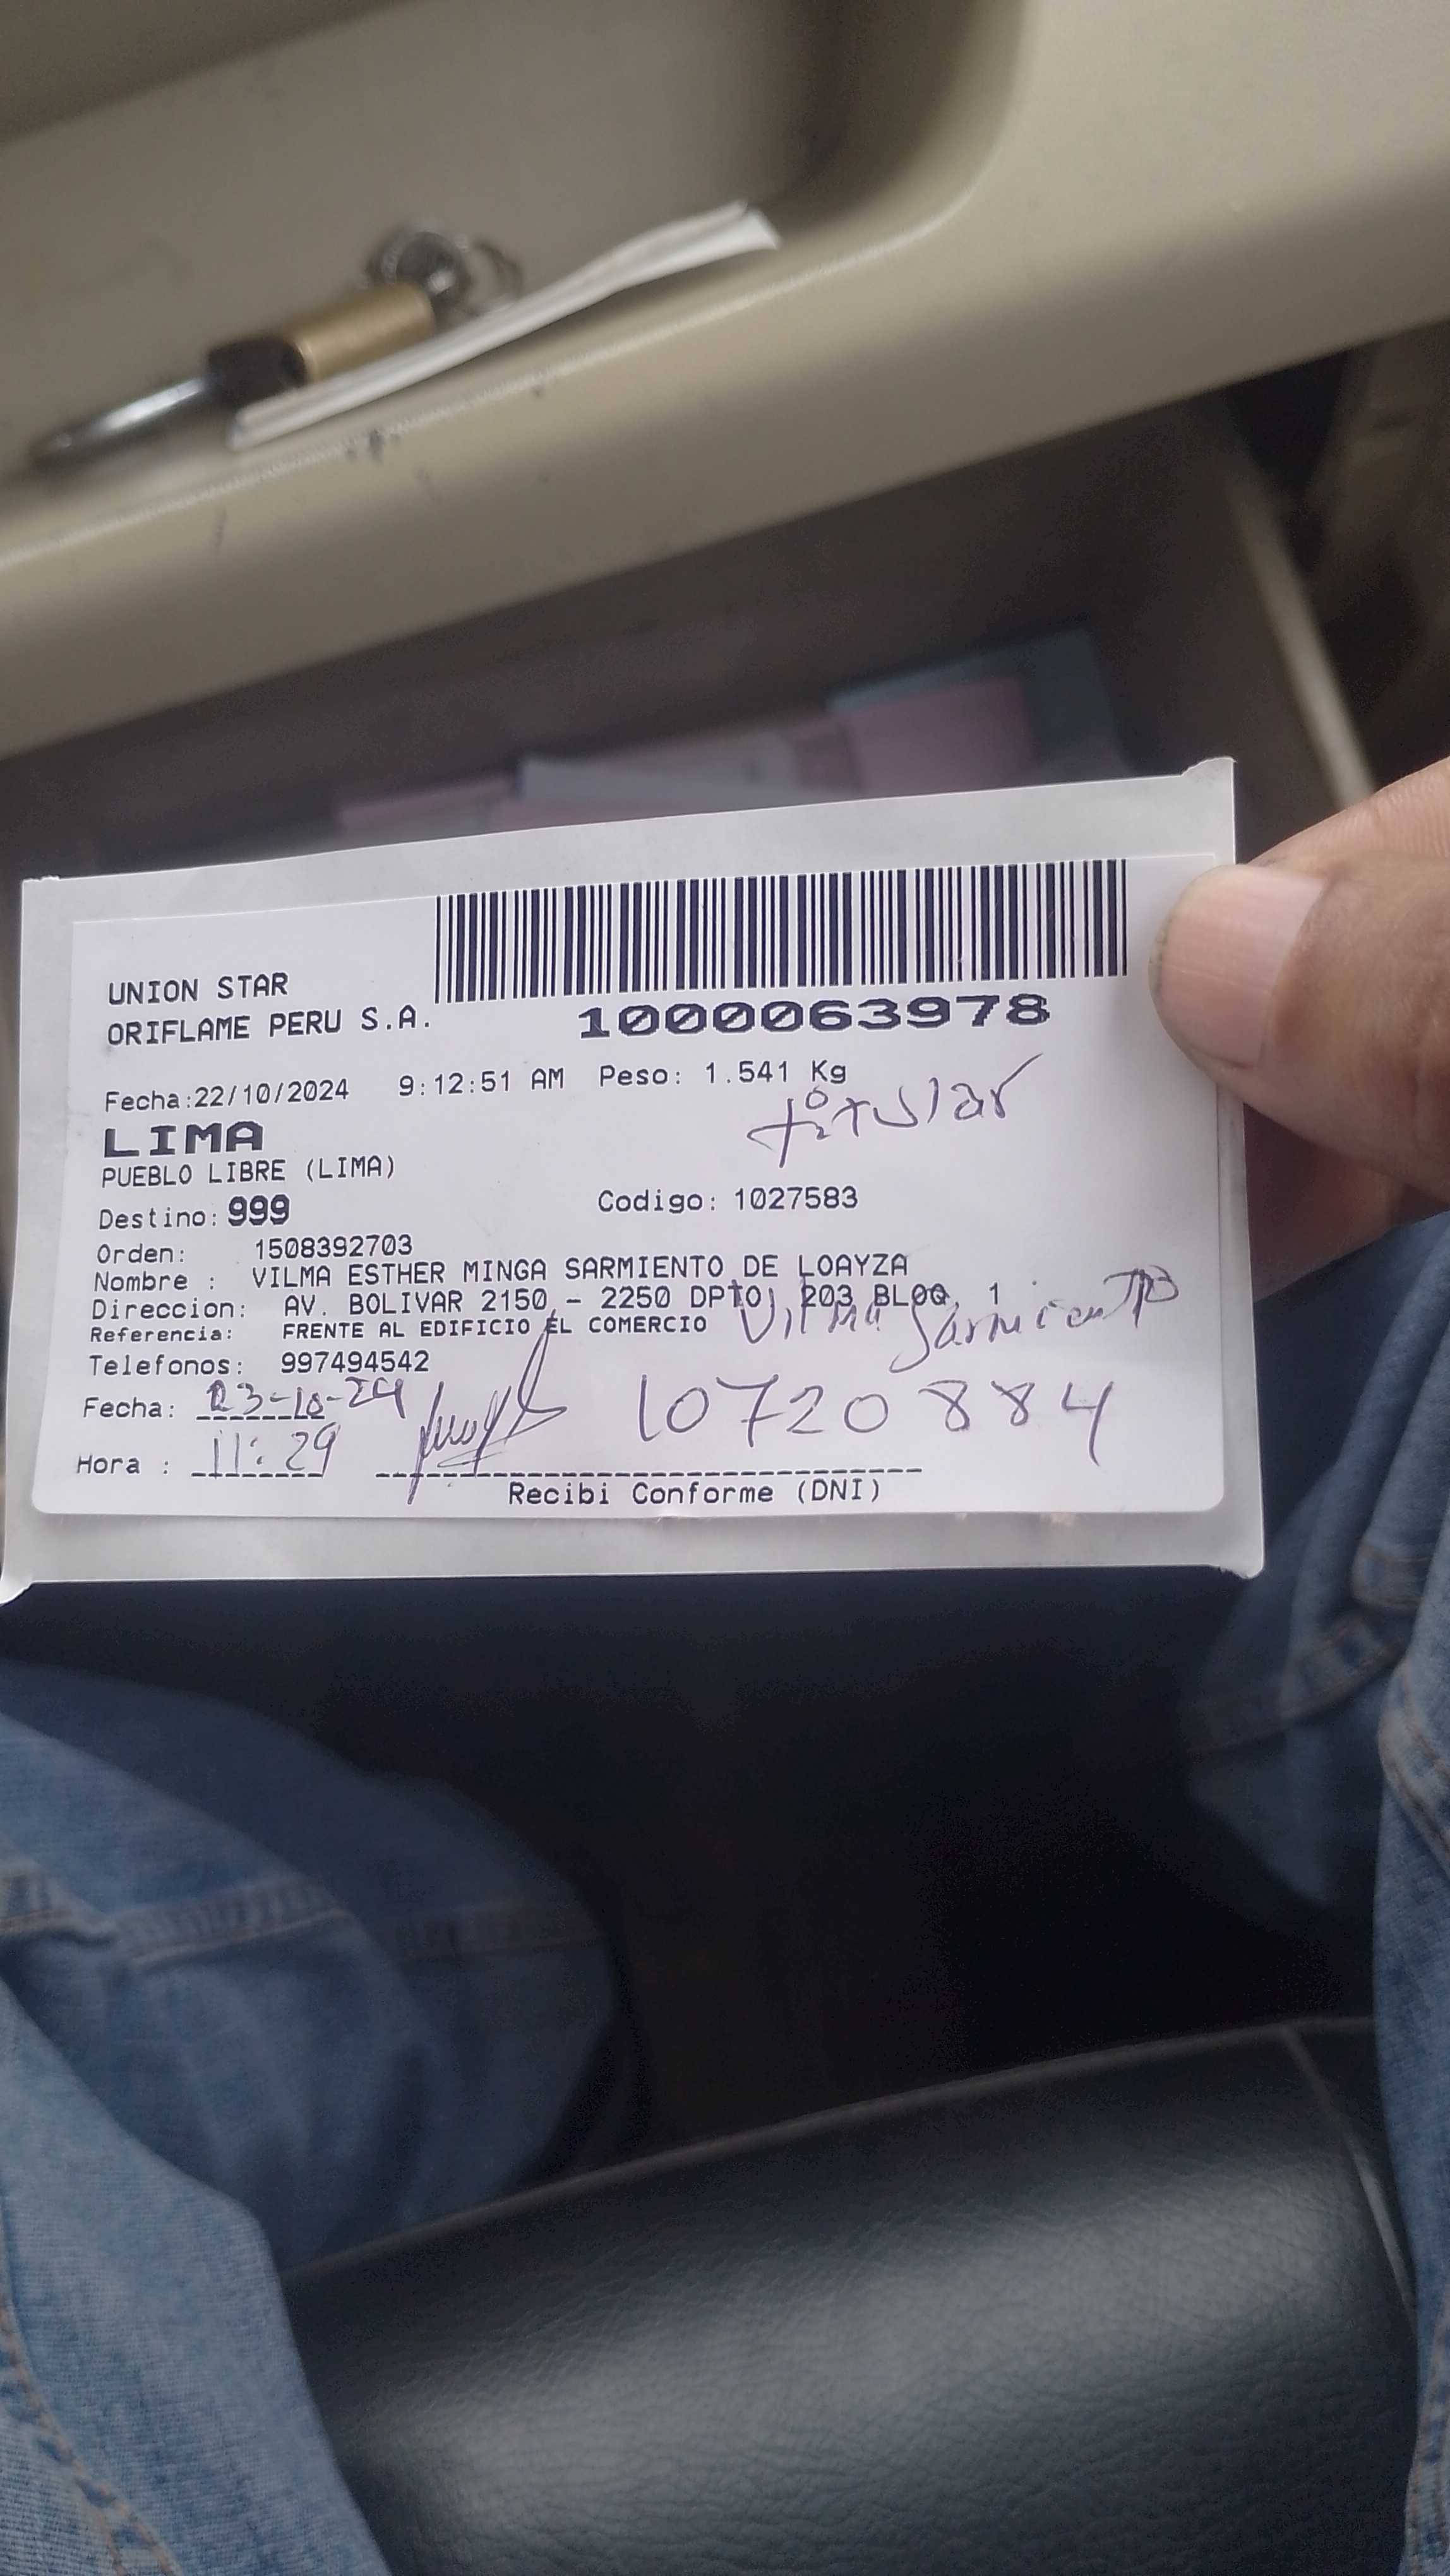 UNION STAR
ORIFLAME PERU S.A.
1000063978
Fecha:22/10/2024 9:12:51 AM Peso: 1.541 Kg
titular
LIMA
PUEBLO LIBRE (LIMA)
Destino: 999 Codigo: 1027583
Orden: 1508392703
Nombre : VILMA ESTHER MINGA SARMIENTO DE LOAYZA
Direccion: AV. BOLIVAR 2150 - 2250 DPTO 203 BLOQ 1
Referencia: FRENTE AL EDIFICIO EL COMERCIO
Vilma Sarmiento
Telefonos: 997494542
Fecha: 23-10-24
10720884
Hora : 11:29
Recibi Conforme (DNI)